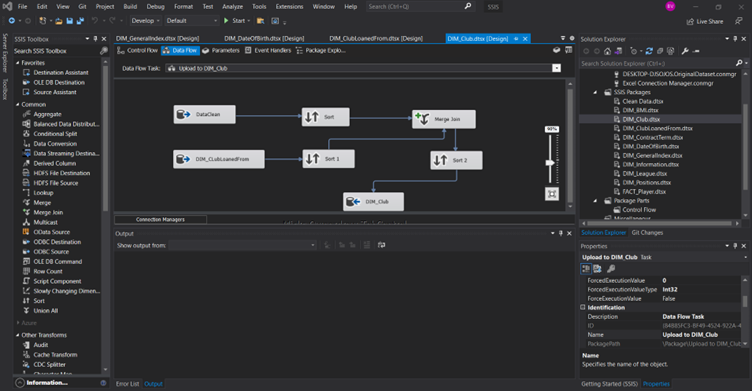 File Edit View Git Project Build Debug Format Test Analyze Tools Extensions Window Help Search (Ctrl+Q) SSIS RV
Develop Default Start Live Share
Server Explorer
Toolbox
SSIS Toolbox
Search SSIS Toolbox
Favorites
Destination Assistant
OLE DB Destination
Source Assistant
Common
Aggregate
Balanced Data Distributo...
Conditional Split
Data Conversion
Data Streaming Destina...
Derived Column
HDFS File Destination
HDFS File Source
Lookup
Merge
Merge Join
Multicast
OData Source
ODBC Destination
ODBC Source
OLE DB Command
Row Count
Script Component
Slowly Changing Dimen...
Sort
Union All
Azure
Other Transforms
Audit
Cache Transform
CDC Splitter
Information...
DIM_GeneralIndex.dtsx [Design] DIM_DateOfBirth.dtsx [Design] DIM_ClubLoanedFrom.dtsx [Design] DIM_Club.dtsx [Design]
Control Flow Data Flow Parameters Event Handlers Package Explo...
Data Flow Task: Upload to DIM_Club
DataClean
Sort
Merge Join
DIM_CLubLoanedFrom
Sort 1
Sort 2
DIM_Club
90%
Connection Managers
Output
Show output from:
Error List Output
Solution Explorer
Search Solution Explorer (Ctrl+;)
DESKTOP-DJSOJOS.OriginalDataset.conmgr
Excel Connection Manager.conmgr
SSIS Packages
Clean Data.dtsx
DIM_BMI.dtsx
DIM_Club.dtsx
DIM_ClubLoanedFrom.dtsx
DIM_ContractTerm.dtsx
DIM_DateOfBirth.dtsx
DIM_GeneralIndex.dtsx
DIM_Information.dtsx
DIM_League.dtsx
DIM_Positions.dtsx
FACT_Player.dtsx
Package Parts
Control Flow
Miscellaneous
Solution Explorer Git Changes
Properties
Upload to DIM_Club Task
ForcedExecutionValue 0
ForcedExecutionValueType Int32
ForceExecutionValue False
Identification
Description Data Flow Task
ID
Name Upload to DIM_Club
PackagePath \Package\Upload to DIM_Club
Name
Specifies the name of the object.
Getting Started (SSIS) Properties